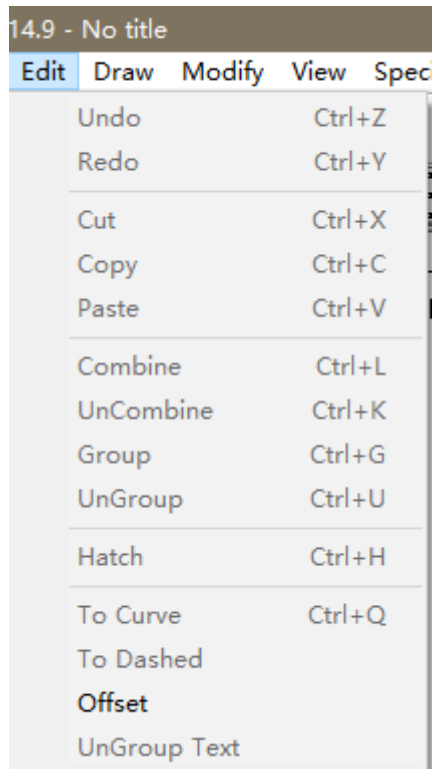 14.9 - No title
Edit Draw Modify View Speci
Undo Ctrl+Z
Redo Ctrl+Y
Cut Ctrl+X
Copy Ctrl+C
Paste Ctrl+V
Combine Ctrl+L
UnCombine Ctrl+K
Group Ctrl+G
UnGroup Ctrl+U
Hatch Ctrl+H
To Curve Ctrl+Q
To Dashed
Offset
UnGroup Text